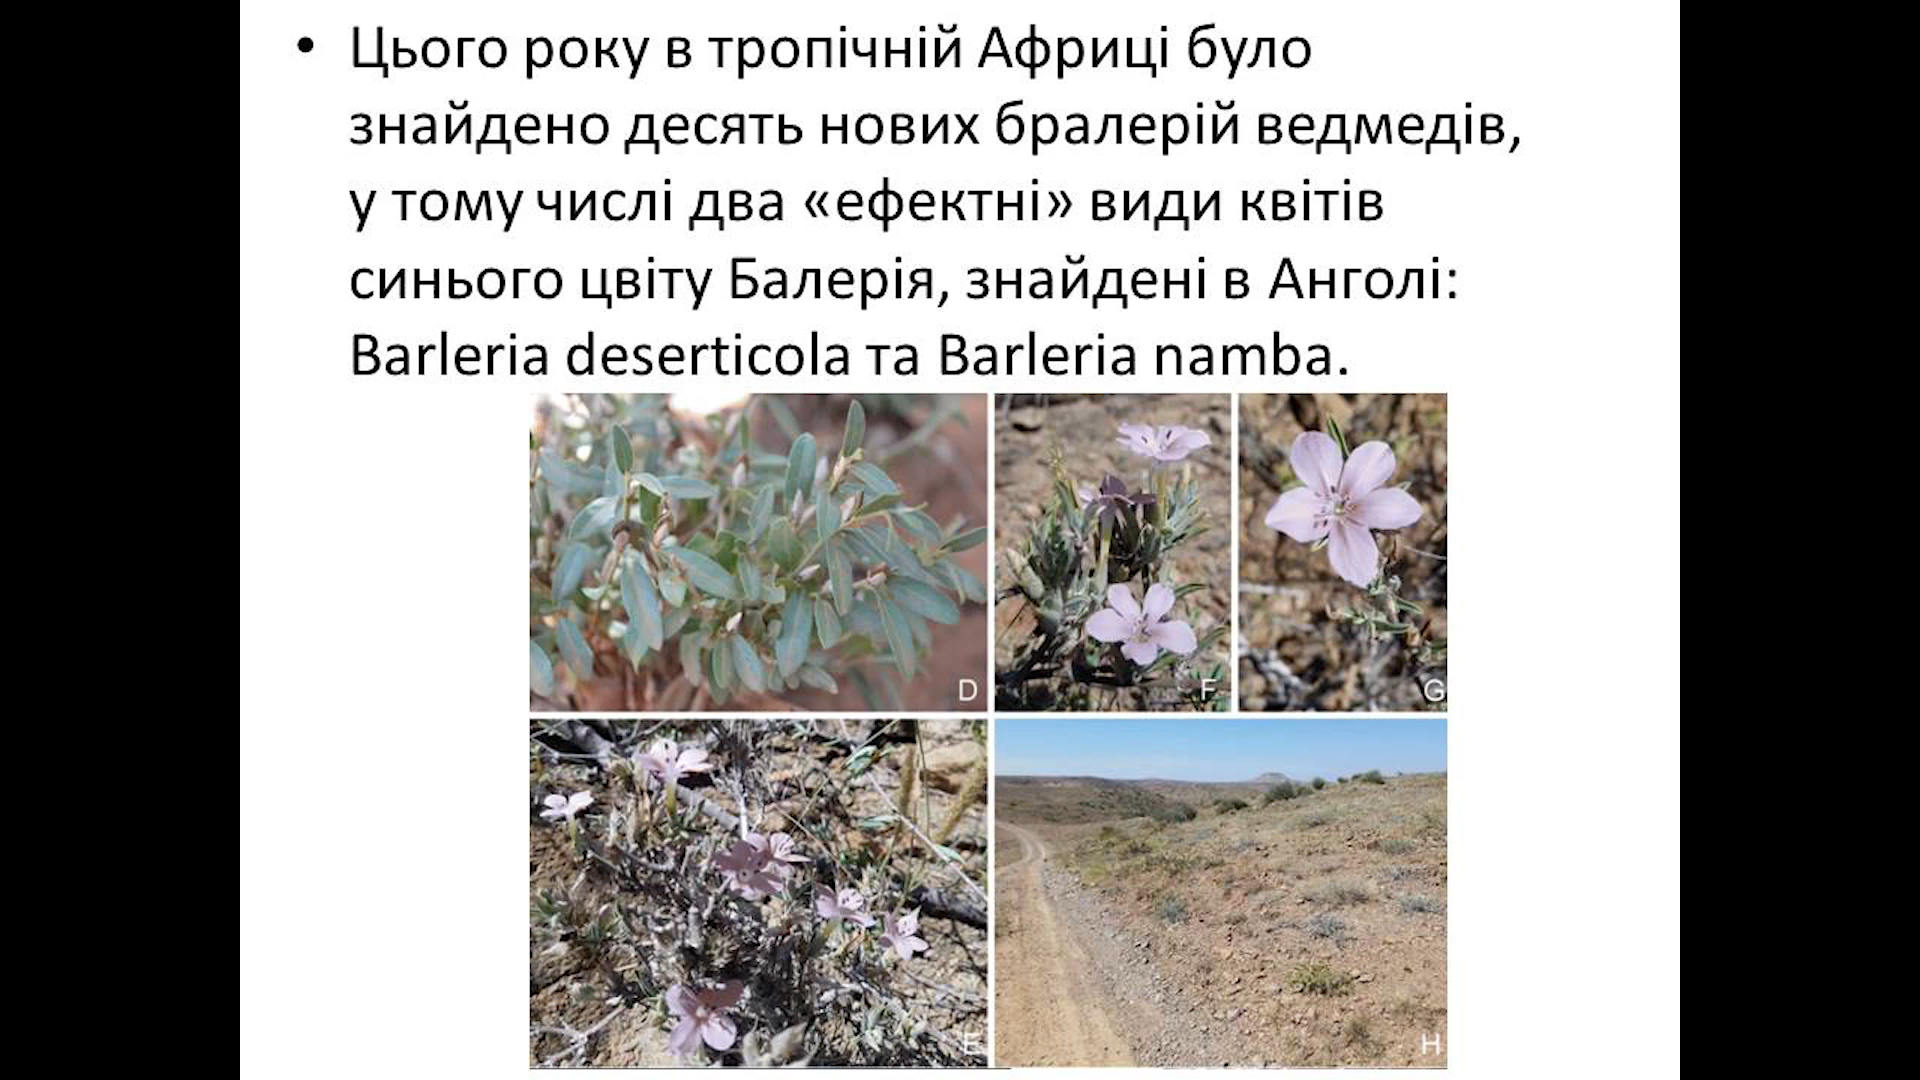 • Цього року в тропічній Африці було
знайдено десять нових бралерій ведмедів,
у тому числі два «ефектні» види квітів
синього цвіту Балерія, знайдені в Анголі:
Barleria deserticola та Barleria namba.
D
F
G
E
H